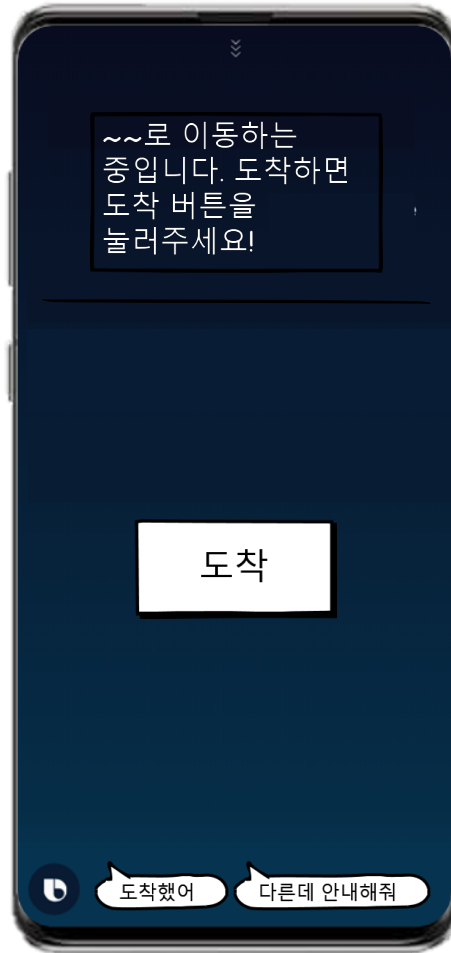 ~~로 이동하는
중입니다. 도착하면
도착 버튼을
눌러주세요!
도착
도착했어
다른데 안내해줘